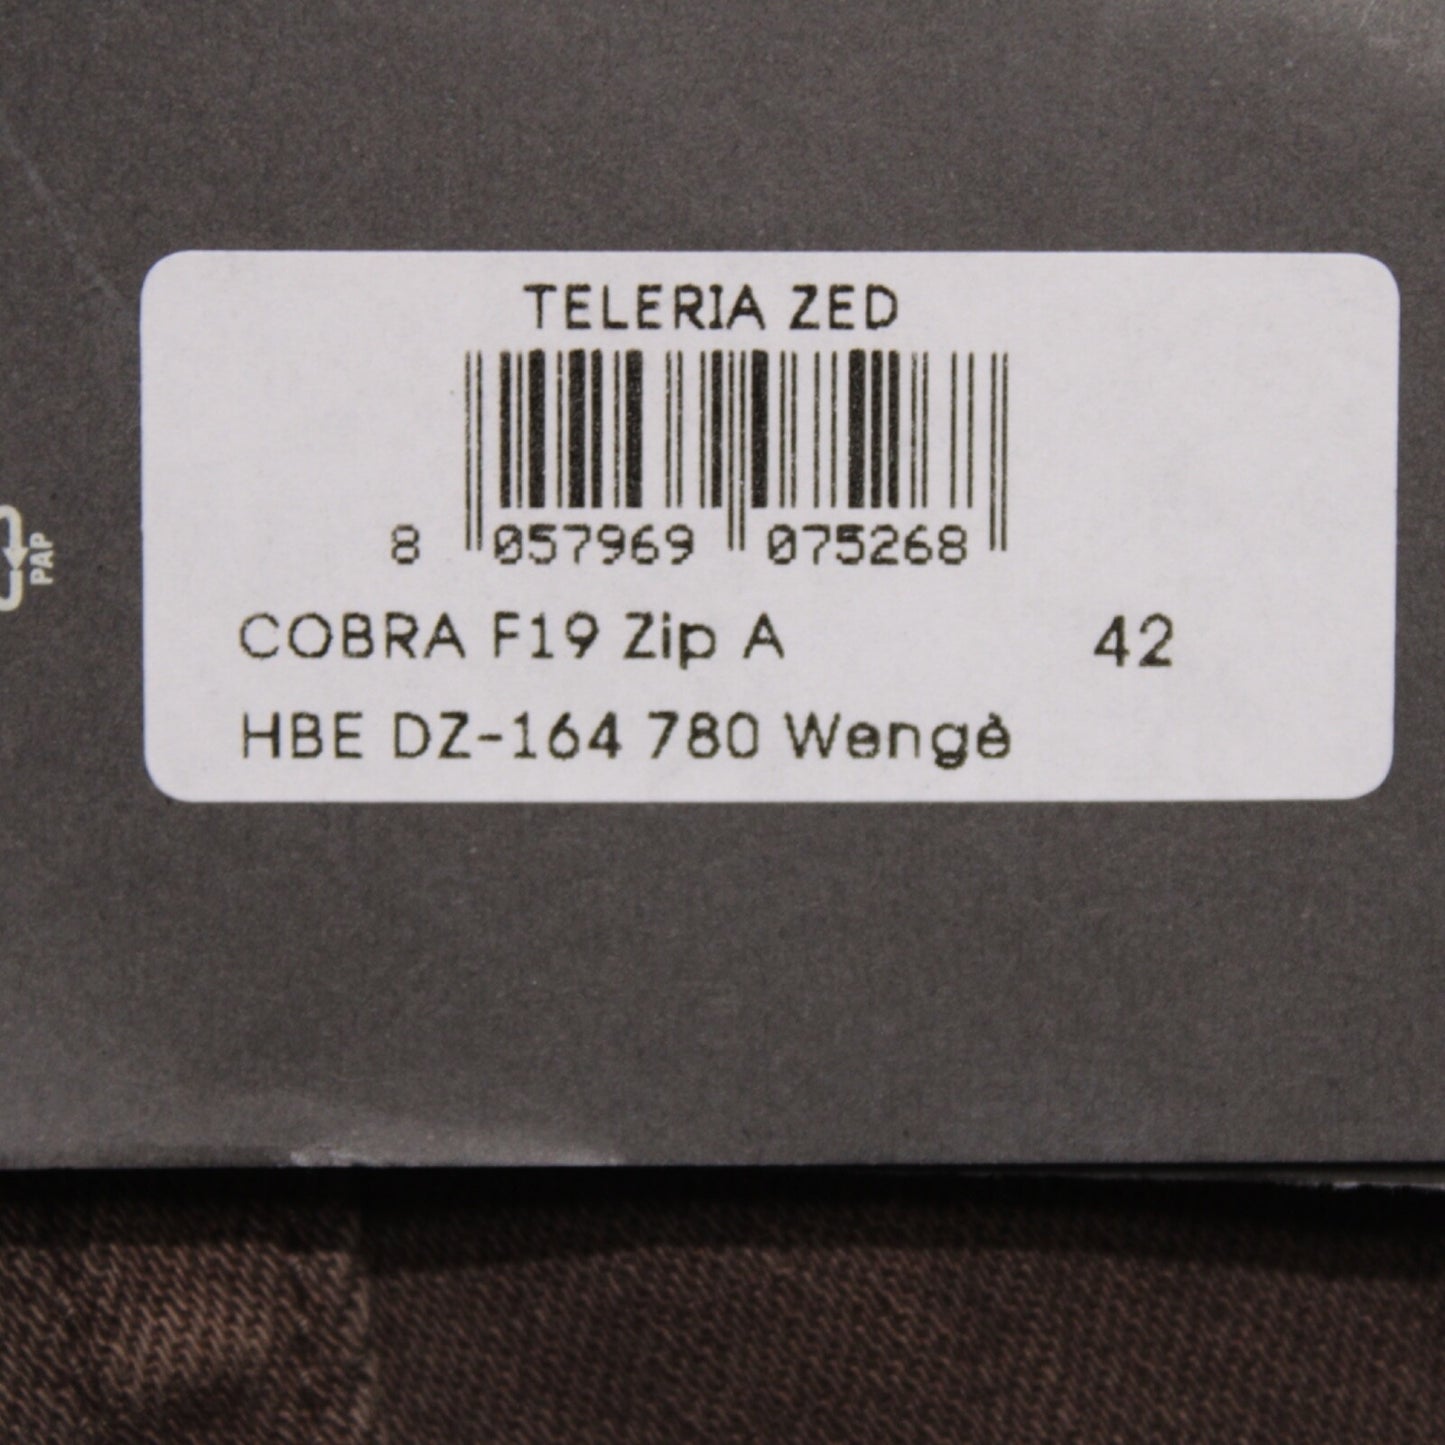 TELERIA ZED
8 057969 075268
COBRA F19 Zip A 42
HBE DZ-164 780 Wengè
PAP